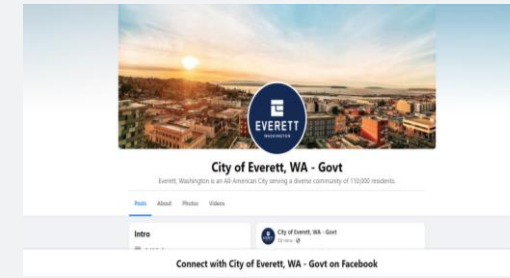 EVERETT
WASHINGTON
City of Everett, WA - Govt
Everett, Washington is an All-American City serving a diverse community of 110,000 residents.
Posts About Photos Videos
Intro
City of Everett, WA - Govt
Connect with City of Everett, WA - Govt on Facebook